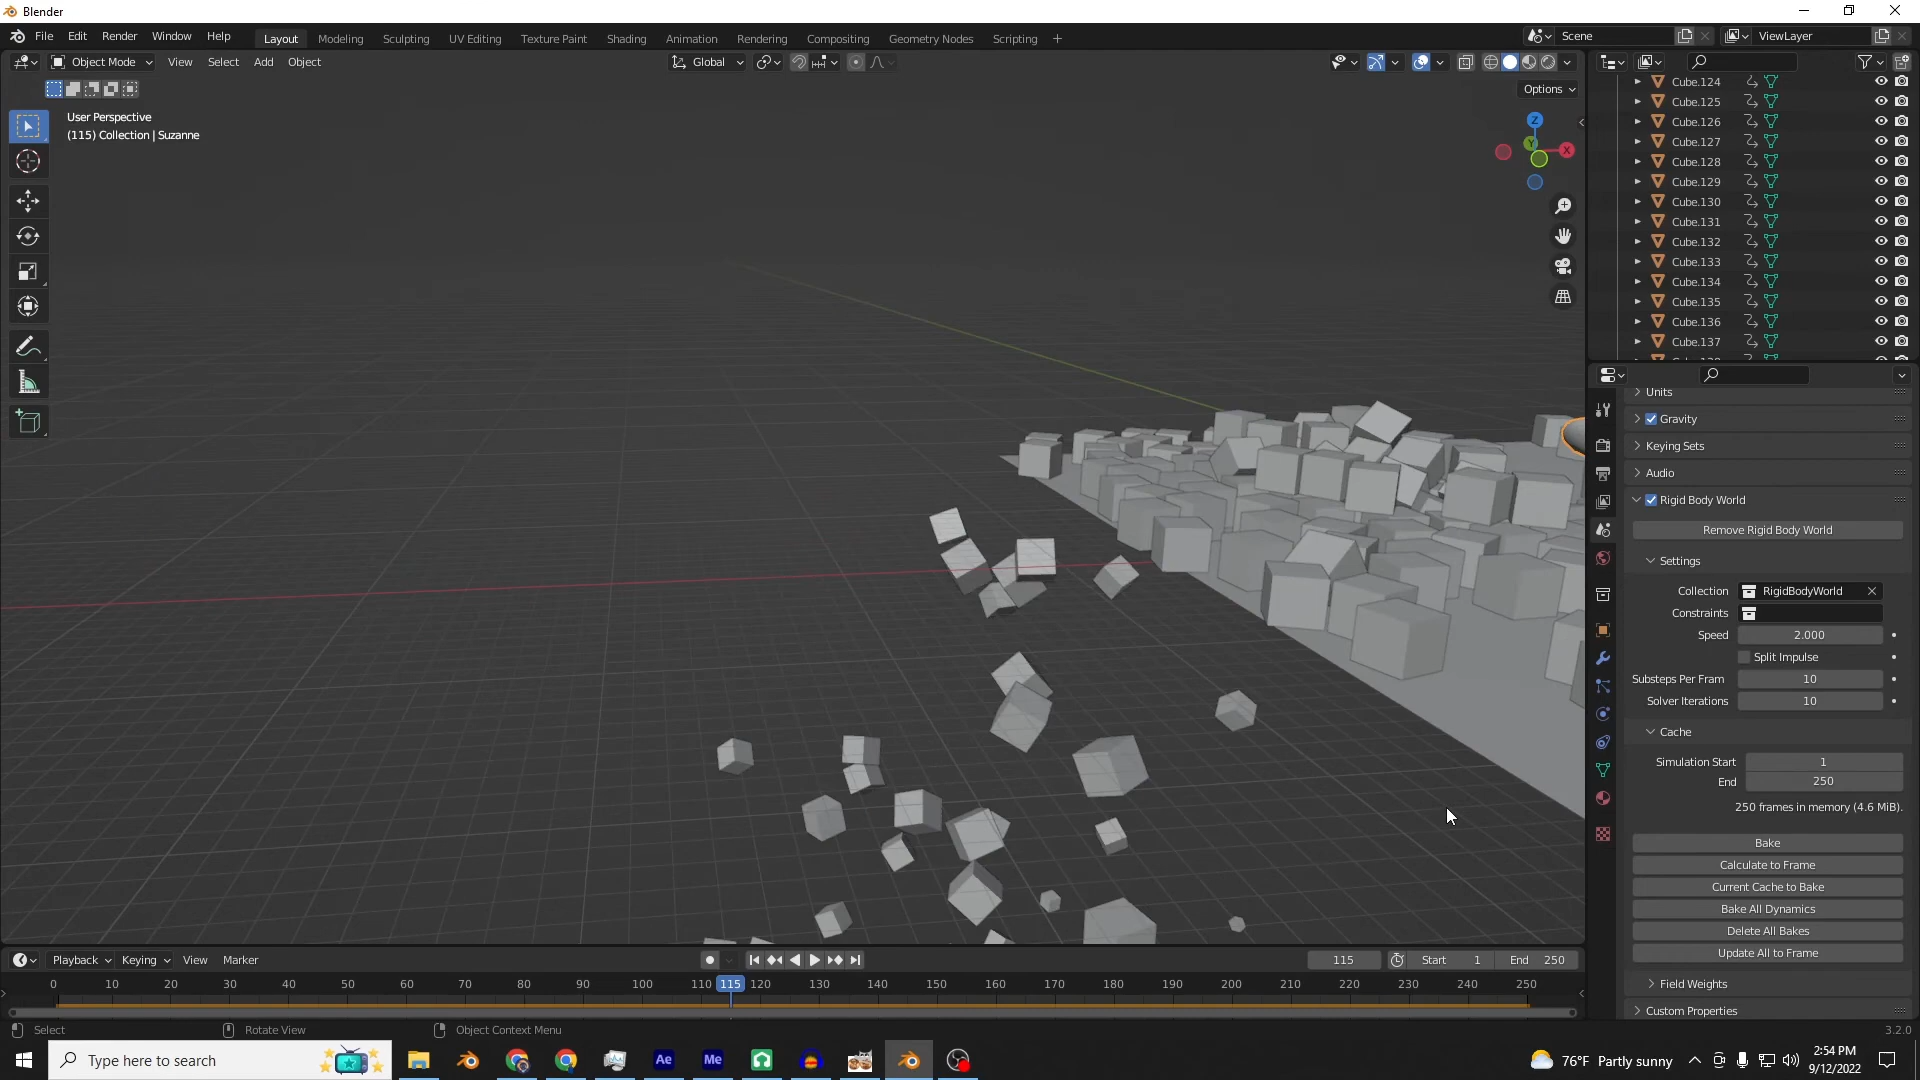 Blender
File Edit Render Window Help
Layout Modeling Sculpting UV Editing Texture Paint Shading Animation Rendering Compositing Geometry Nodes Scripting +
Scene
ViewLayer
Object Mode View Select Add Object
Global
Options
User Perspective
(115) Collection | Suzanne
Z
Y
X
Cube.124
Cube.125
Cube.126
Cube.127
Cube.128
Cube.129
Cube.130
Cube.131
Cube.132
Cube.133
Cube.134
Cube.135
Cube.136
Cube.137
Units
Gravity
Keying Sets
Audio
Rigid Body World
Remove Rigid Body World
Settings
Collection RigidBodyWorld
Constraints
Speed 2.000
Split Impulse
Substeps Per Fram 10
Solver Iterations 10
Cache
Simulation Start 1
End 250
250 frames in memory (4.6 MiB).
Bake
Calculate to Frame
Current Cache to Bake
Bake All Dynamics
Delete All Bakes
Update All to Frame
Field Weights
Custom Properties
Playback Keying View Marker
115 Start 1 End 250
0 10 20 30 40 50 60 70 80 90 100 110 115 120 130 140 150 160 170 180 190 200 210 220 230 240 250
Select Rotate View Object Context Menu
3.2.0
Type here to search
Ae
Me
76°F Partly sunny
2:54 PM
9/12/2022